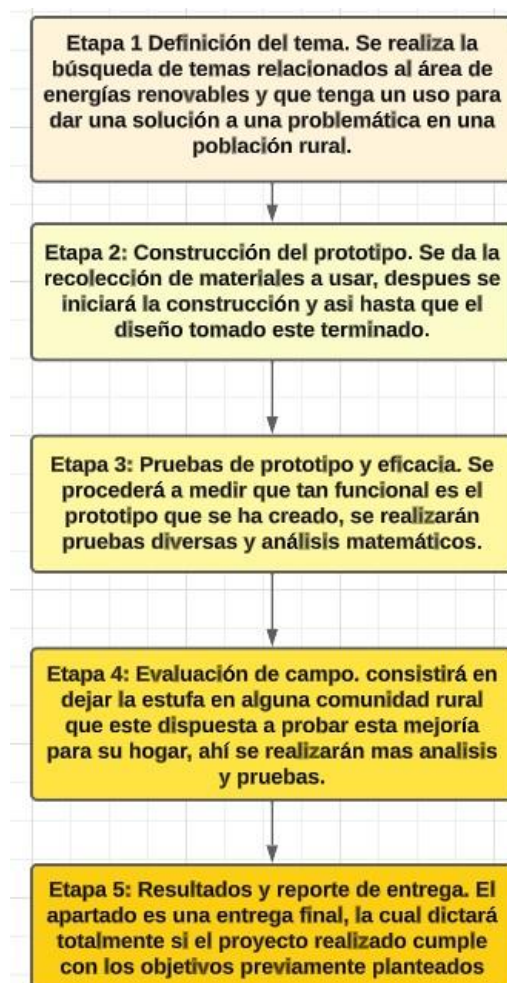 Etapa 1 Definición del tema. Se realiza la
búsqueda de temas relacionados al área de
energías renovables y que tenga un uso para
dar una solución a una problemática en una
población rural.
Etapa 2: Construcción del prototipo. Se da la
recolección de materiales a usar, despues se
iniciará la construcción y asi hasta que el
diseño tomado este terminado.
Etapa 3: Pruebas de prototipo y eficacia. Se
procederá a medir que tan funcional es el
prototipo que se ha creado, se realizarán
pruebas diversas y análisis matemáticos.
Etapa 4: Evaluación de campo. consistirá en
dejar la estufa en alguna comunidad rural
que este dispuesta a probar esta mejoría
para su hogar, ahí se realizarán mas analisis
y pruebas.
Etapa 5: Resultados y reporte de entrega. El
apartado es una entrega final, la cual dictará
totalmente si el proyecto realizado cumple
con los objetivos previamente planteados